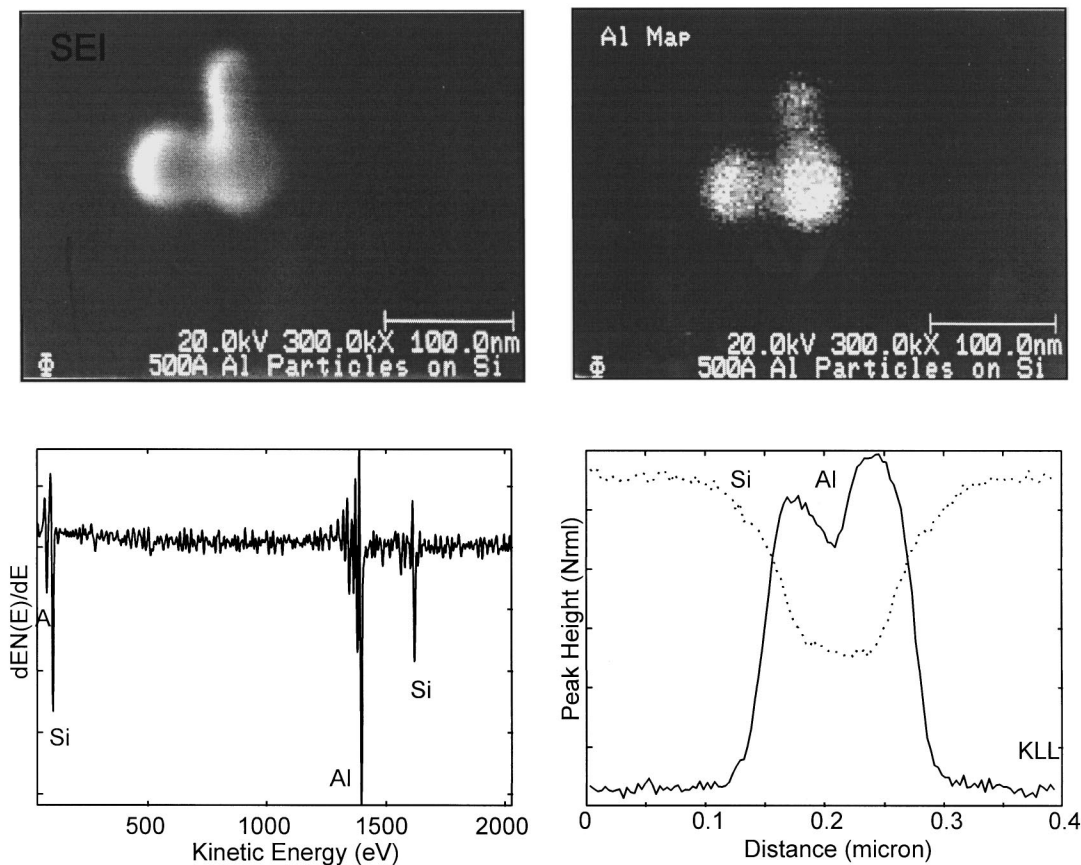 SEI
20.0kV 300.0kX 100.0nm
Φ 500A Al Particles on Si
Al Map
20.0kV 300.0kX 100.0nm
Φ 500A Al Particles on Si
dEN(E)/dE
A
Si
Al
Si
500 1000 1500 2000
Kinetic Energy (eV)
Peak Height (Nrml)
Si Al
KLL
0 0.1 0.2 0.3 0.4
Distance (micron)